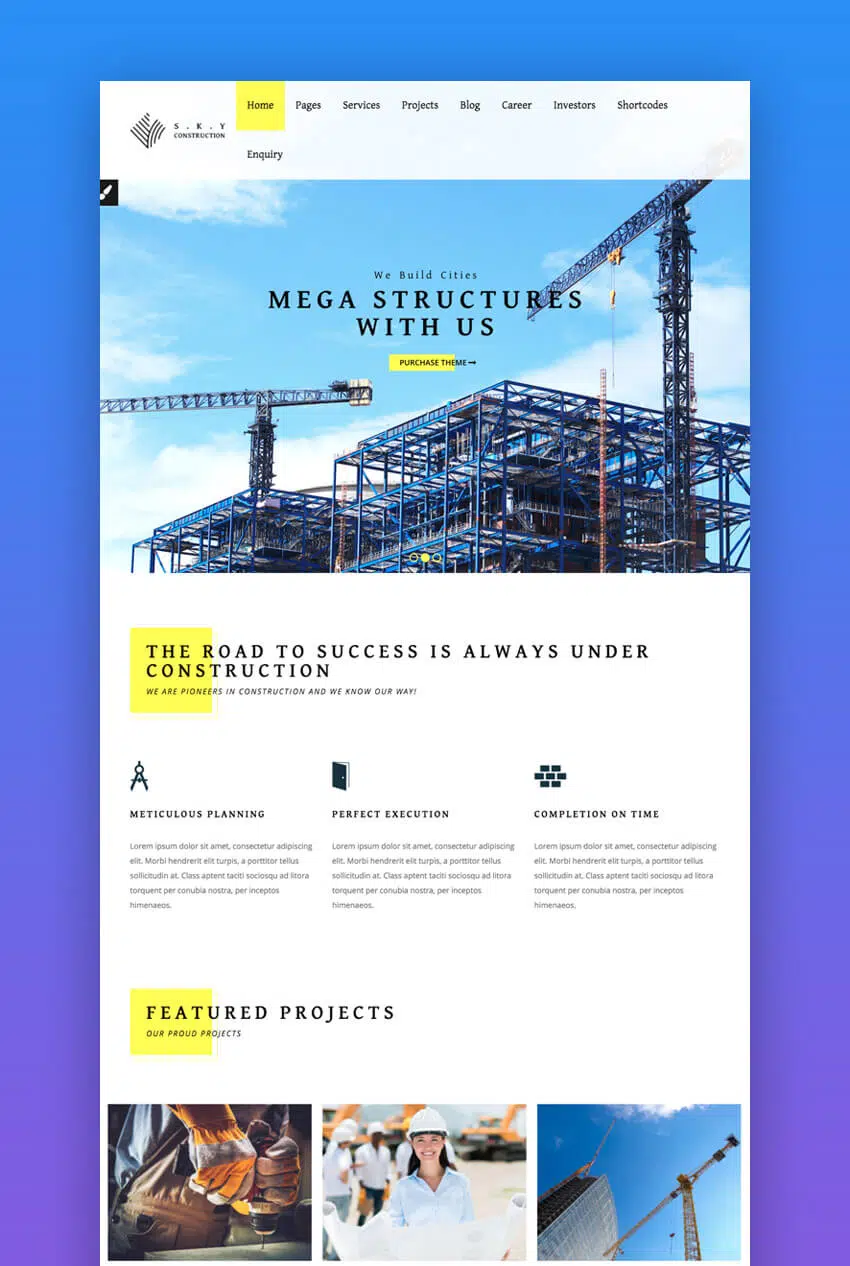 S . K . Y
CONSTRUCTION
Home Pages Services Projects Blog Career Investors Shortcodes
Enquiry
We Build Cities
MEGA STRUCTURES
WITH US
PURCHASE THEME
THE ROAD TO SUCCESS IS ALWAYS UNDER
CONSTRUCTION
WE ARE PIONEERS IN CONSTRUCTION AND WE KNOW OUR WAY!
METICULOUS PLANNING
Lorem ipsum dolor sit amet, consectetur adipiscing
elit. Morbi hendrerit elit turpis, a porttitor tellus
sollicitudin at. Class aptent taciti sociosqu ad litora
torquent per conubia nostra, per inceptos
himenaeos.
PERFECT EXECUTION
Lorem ipsum dolor sit amet, consectetur adipiscing
elit. Morbi hendrerit elit turpis, a porttitor tellus
sollicitudin at. Class aptent taciti sociosqu ad litora
torquent per conubia nostra, per inceptos
himenaeos.
COMPLETION ON TIME
Lorem ipsum dolor sit amet, consectetur adipiscing
elit. Morbi hendrerit elit turpis, a porttitor tellus
sollicitudin at. Class aptent taciti sociosqu ad litora
torquent per conubia nostra, per inceptos
himenaeos.
FEATURED PROJECTS
OUR PROUD PROJECTS